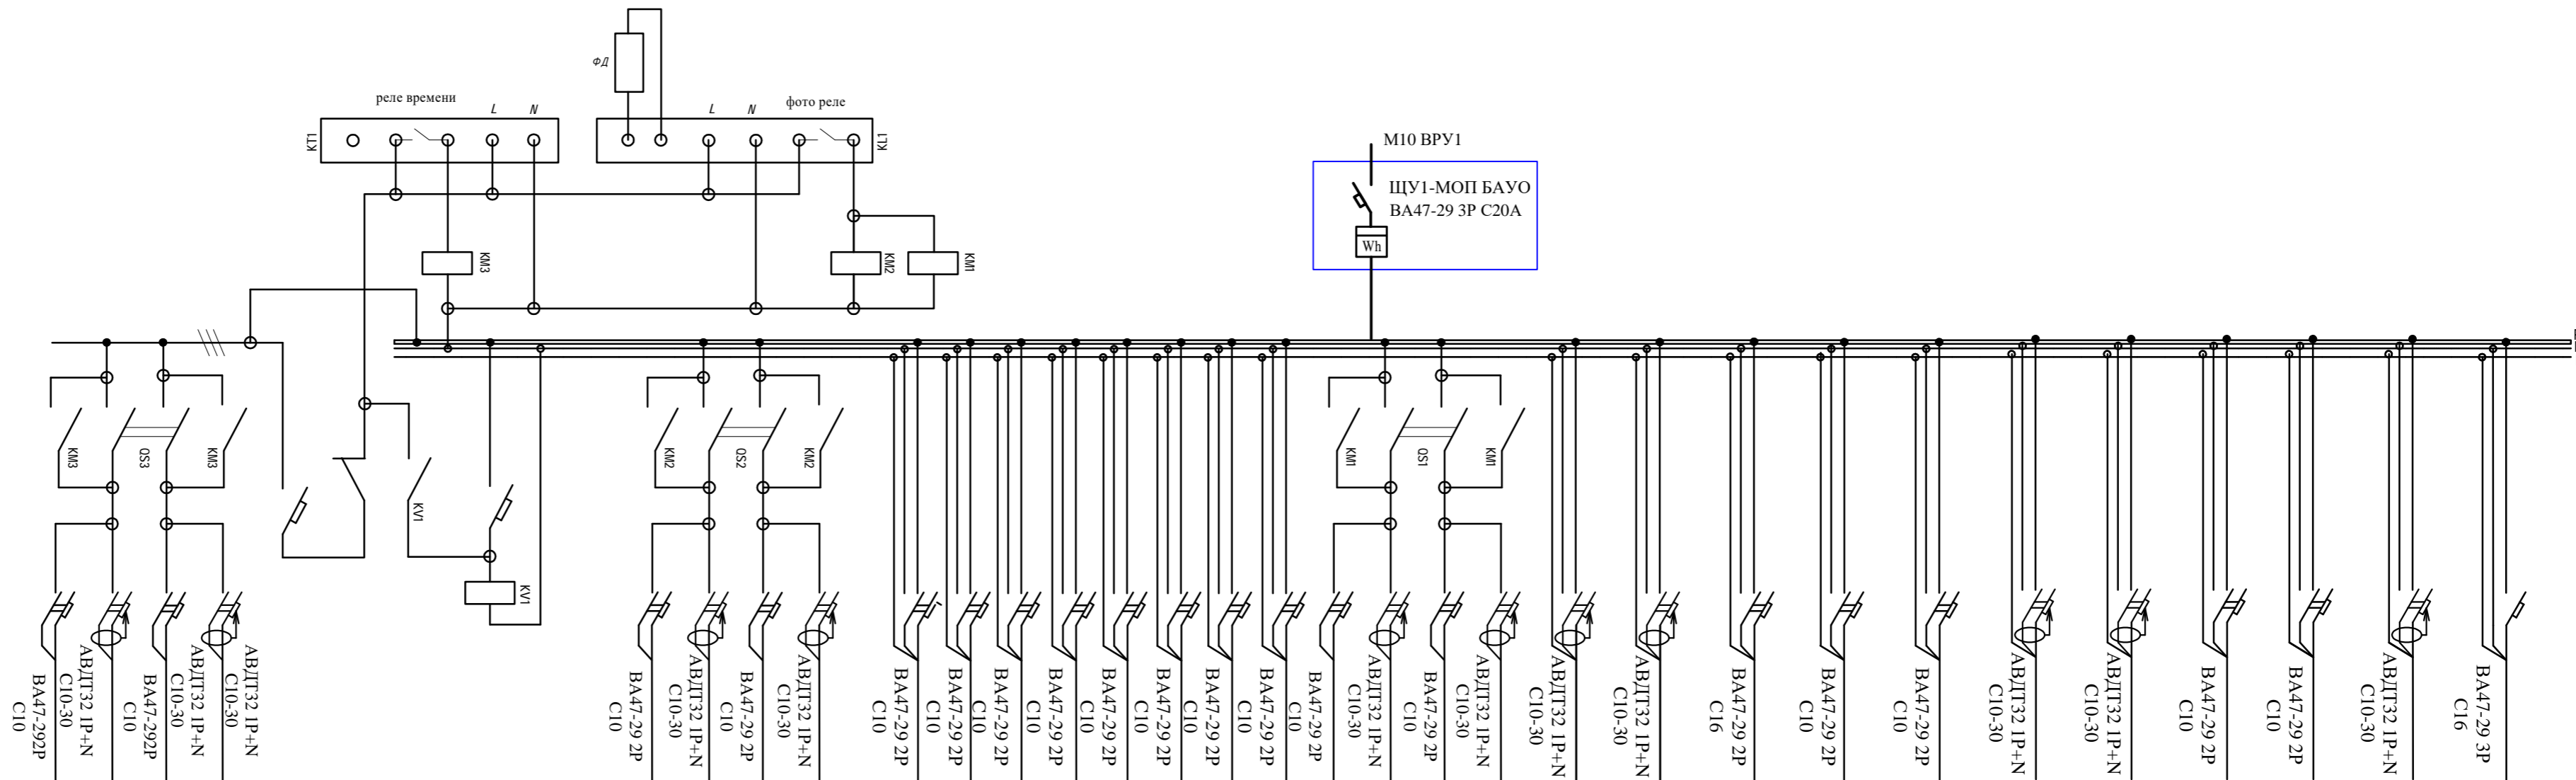 ФД
реле времени
L
N
L
N
фото реле
KT1
KL1
М10 ВРУ1
ЩУ1-МОП БАУО
ВА47-29 3Р С20А
Wh
KM3
KM2
KM1
KM3
QS3
KM3
KV1
KV1
KM2
QS2
KM2
KM1
QS1
KM1
ВА47-292Р
С10
АВДТ32 1Р+N
С10-30
ВА47-292Р
С10
АВДТ32 1Р+N
С10-30
АВДТ32 1Р+N
С10-30
ВА47-29 2Р
С10
АВДТ32 1Р+N
С10-30
ВА47-29 2Р
С10
АВДТ32 1Р+N
С10-30
ВА47-29 2Р
С10
ВА47-29 2Р
С10
ВА47-29 2Р
С10
ВА47-29 2Р
С10
ВА47-29 2Р
С10
ВА47-29 2Р
С10
ВА47-29 2Р
С10
ВА47-29 2Р
С10
ВА47-29 2Р
С10
АВДТ32 1Р+N
С10-30
ВА47-29 2Р
С10
АВДТ32 1Р+N
С10-30
АВДТ32 1Р+N
С10-30
АВДТ32 1Р+N
С10-30
ВА47-29 2Р
С16
ВА47-29 2Р
С10
ВА47-29 2Р
С10
АВДТ32 1Р+N
С10-30
АВДТ32 1Р+N
С10-30
ВА47-29 2Р
С10
ВА47-29 2Р
С10
АВДТ32 1Р+N
С10-30
ВА47-29 3Р
С16